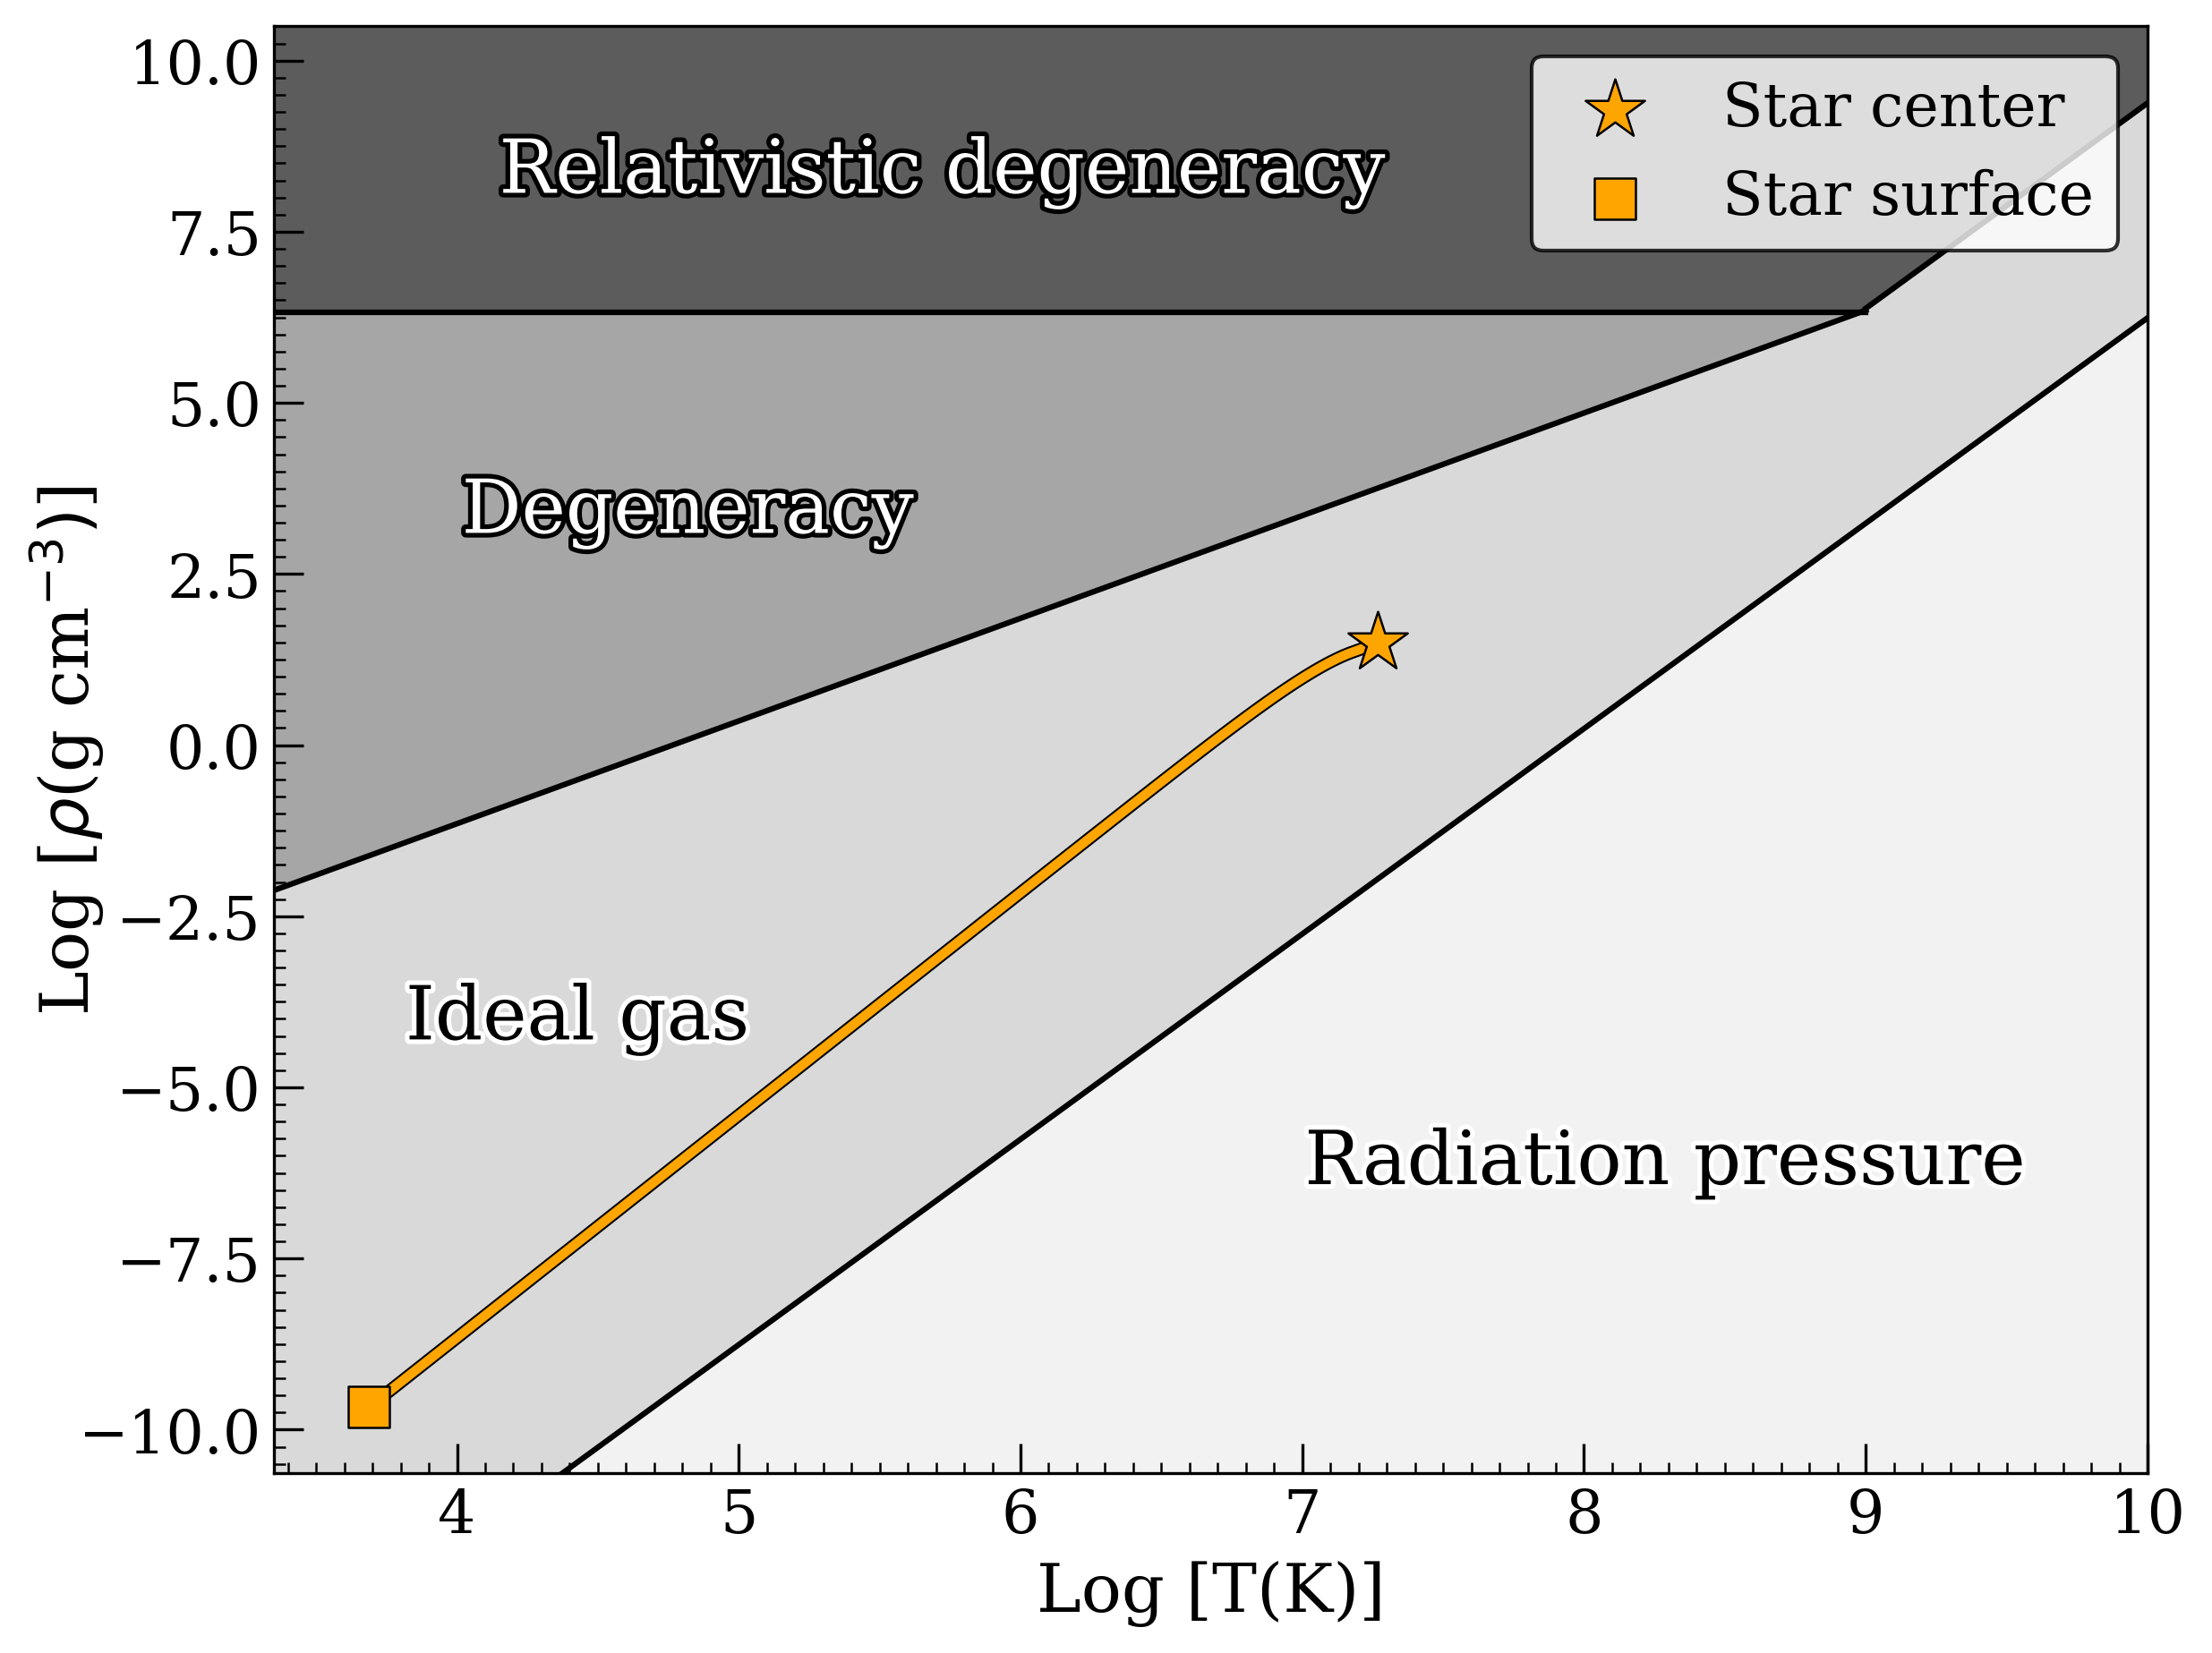 10.0
7.5
5.0
2.5
0.0
−2.5
−5.0
−7.5
−10.0
Log [ρ(g cm⁻³)]
Relativistic degeneracy
Star center
Star surface
Degeneracy
Ideal gas
Radiation pressure
4 5 6 7 8 9 10
Log [T(K)]